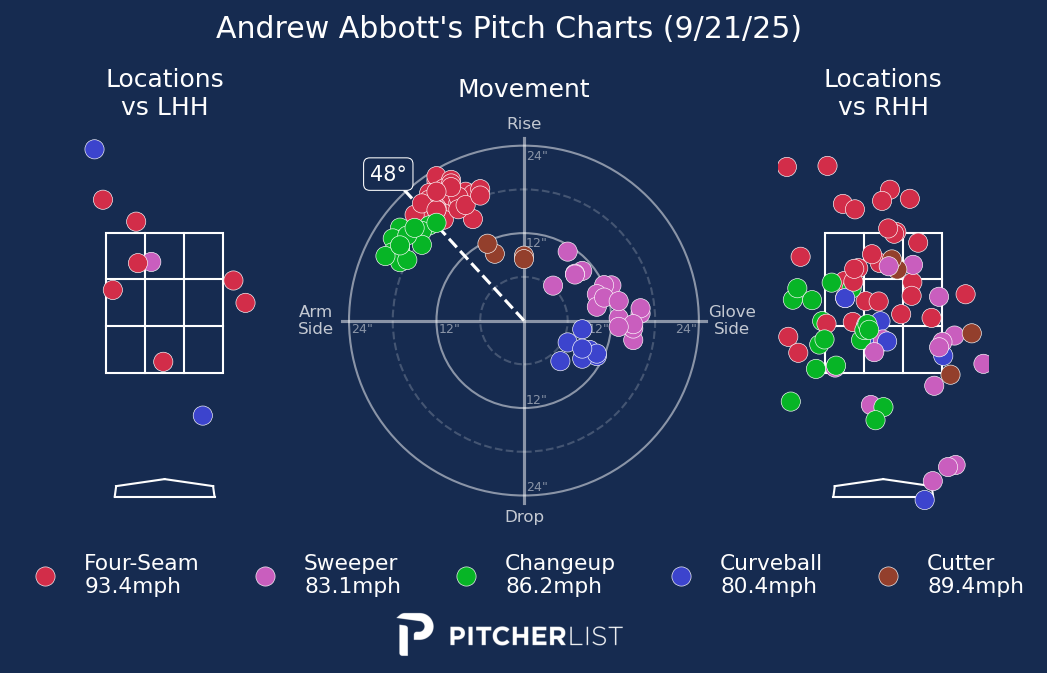 Andrew Abbott's Pitch Charts (9/21/25)
Locations
vs LHH
Movement
Locations
vs RHH
Rise
24"
48°
12"
Arm
Side
24"
12"
12"
24"
Glove
Side
12"
24"
Drop
Four-Seam
93.4mph
Sweeper
83.1mph
Changeup
86.2mph
Curveball
80.4mph
Cutter
89.4mph
PITCHERLIST